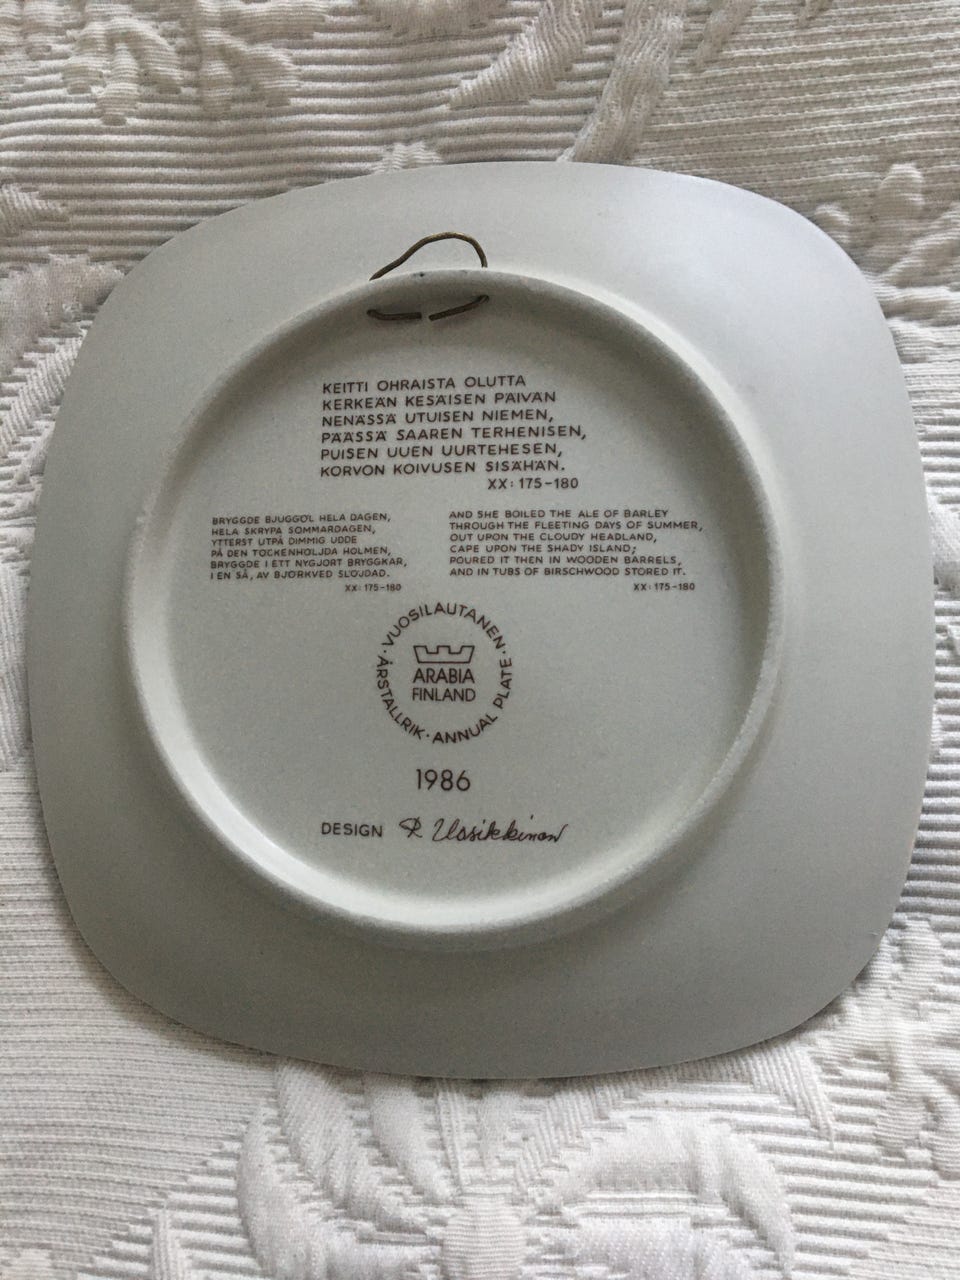 KEITTI OHRAISTA OLUTTA
KERKEÄN KESÄISEN PÄIVÄN
NENÄSSÄ UTUISEN NIEMEN,
PÄÄSSÄ SAAREN TERHENISEN,
PUISEN UUEN UURTEHESEN,
KORVON KOIVUSEN SISÄHÄN.
XX: 175-180
BRYGGDE BJUGGÖL HELA DAGEN,
HELA SKRYPA SOMMARDAGEN,
YTTERST UTPÅ DIMMIG UDDE
PÅ DEN TÖCKENHÖLJDA HOLMEN,
BRYGGDE I ETT NYGJORT BRYGGKAR,
I EN SÅ, AV BJÖRKVED SLÖJDAD.
XX: 175-180
AND SHE BOILED THE ALE OF BARLEY
THROUGH THE FLEETING DAYS OF SUMMER,
OUT UPON THE CLOUDY HEADLAND,
CAPE UPON THE SHADY ISLAND;
POURED IT THEN IN WOODEN BARRELS,
AND IN TUBS OF BIRSCHWOOD STORED IT.
XX: 175-180
· VUOSILAUTANEN · ANNUAL PLATE · ÅRSTALLRIK
ARABIA
FINLAND
1986
DESIGN R Uosikkinen